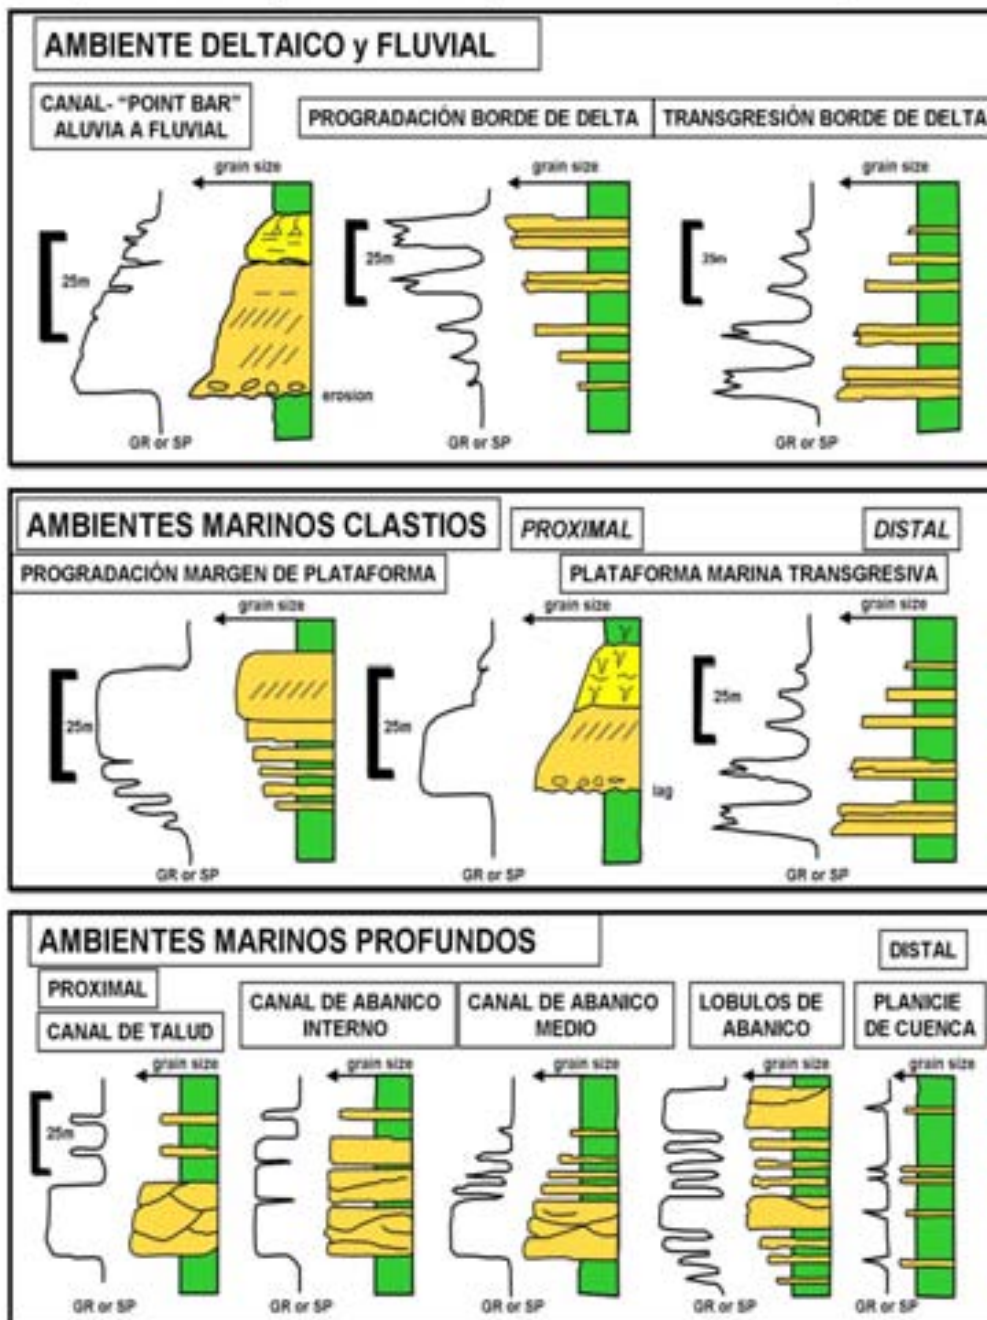 AMBIENTE DELTAICO y FLUVIAL
CANAL- “POINT BAR”
ALUVIA A FLUVIAL
PROGRADACIÓN BORDE DE DELTA
TRANSGRESIÓN BORDE DE DELTA
grain size
grain size
grain size
25m
25m
25m
erosion
GR or SP
GR or SP
GR or SP
AMBIENTES MARINOS CLASTIOS
PROXIMAL
DISTAL
PROGRADACIÓN MARGEN DE PLATAFORMA
PLATAFORMA MARINA TRANSGRESIVA
grain size
grain size
grain size
25m
25m
25m
lag
GR or SP
GR or SP
GR or SP
AMBIENTES MARINOS PROFUNDOS
DISTAL
PROXIMAL
CANAL DE TALUD
CANAL DE ABANICO
INTERNO
CANAL DE ABANICO
MEDIO
LOBULOS DE
ABANICO
PLANICIE
DE CUENCA
grain size
grain size
grain size
grain size
grain size
25m
GR or SP
GR or SP
GR or SP
GR or SP
GR or SP